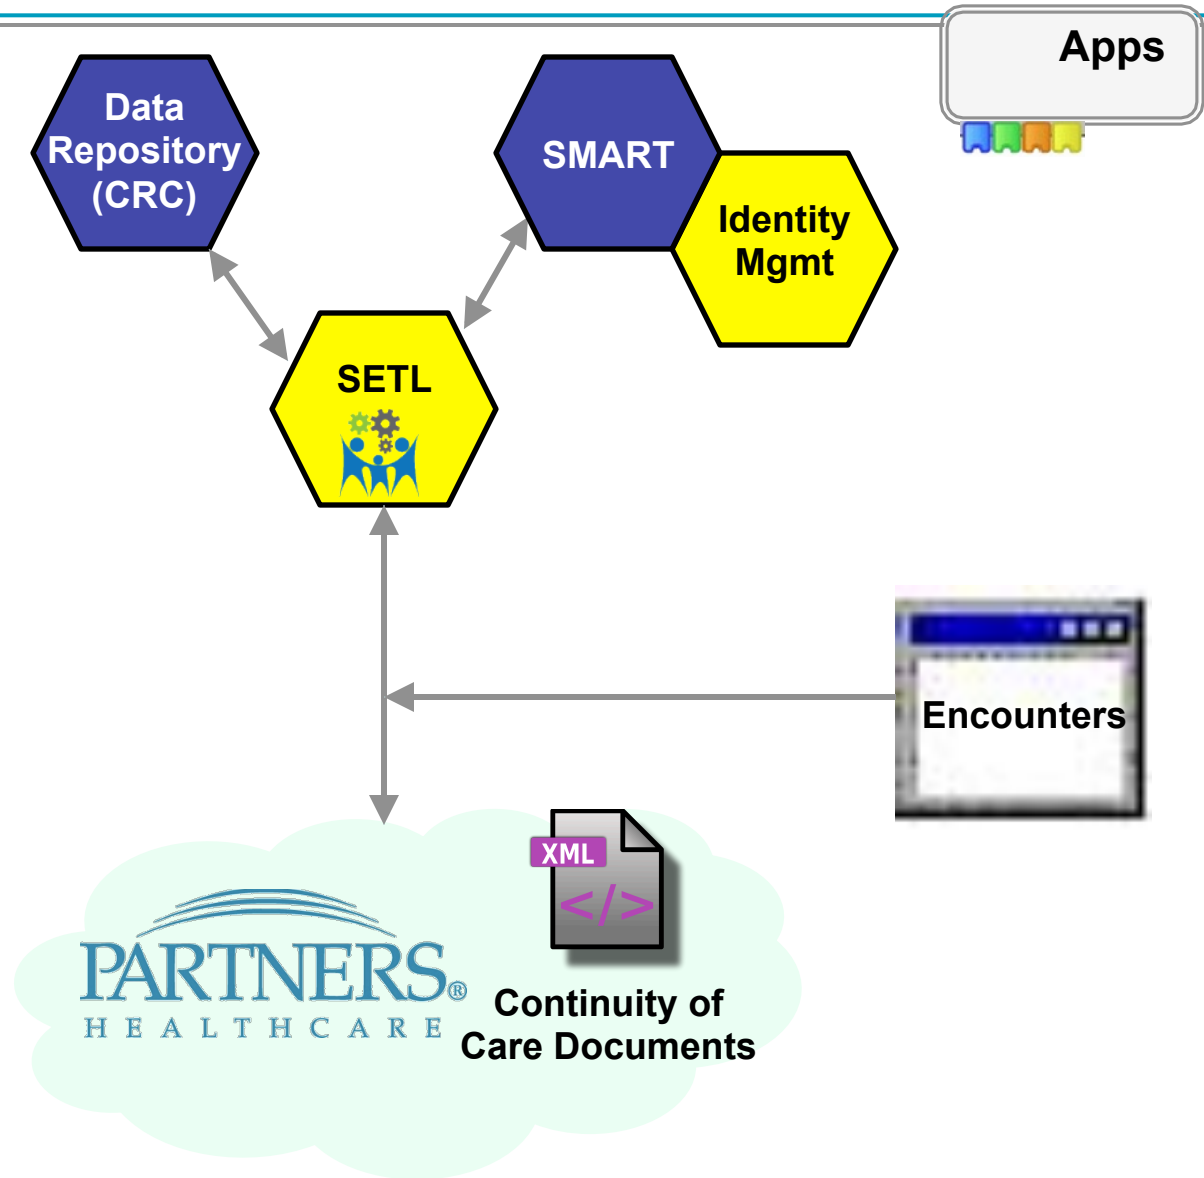 Apps
Data
Repository
(CRC)
SMART
Identity
Mgmt
SETL
Encounters
XML
</>
PARTNERS®
HEALTHCARE
Continuity of
Care Documents